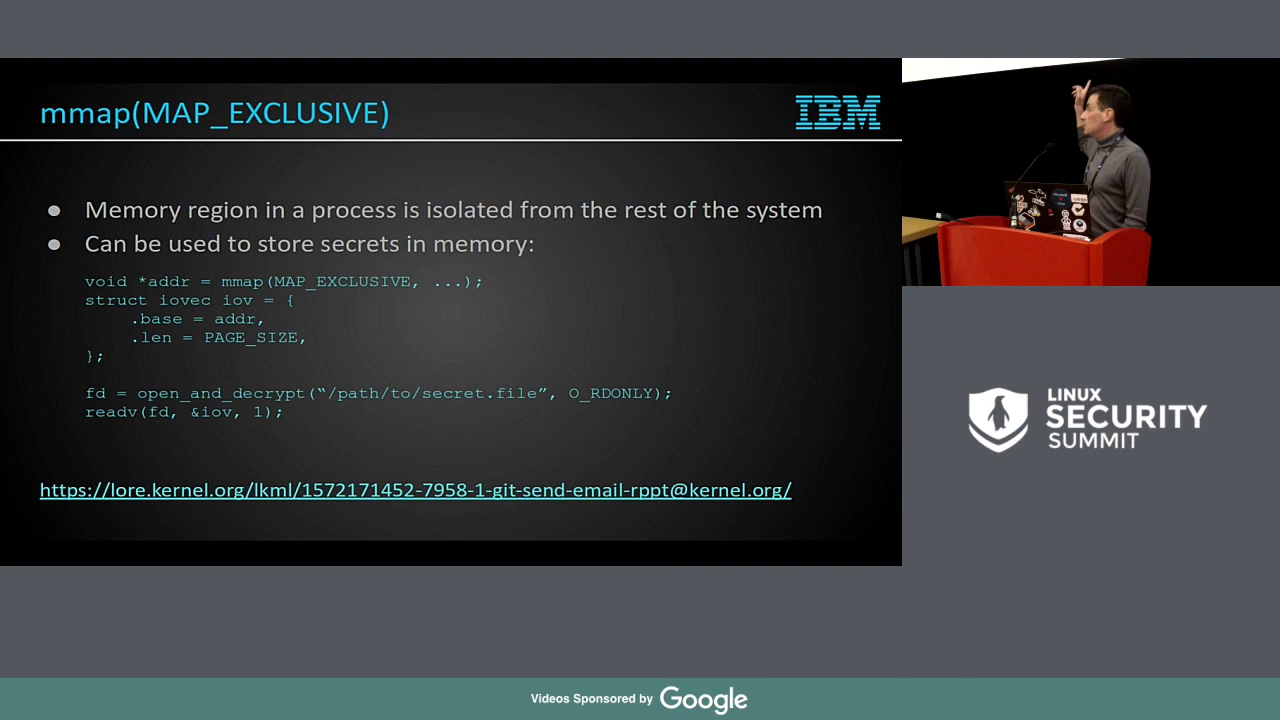 mmap(MAP_EXCLUSIVE)
IBM
● Memory region in a process is isolated from the rest of the system
● Can be used to store secrets in memory:
void *addr = mmap(MAP_EXCLUSIVE, ...);
struct iovec iov = {
.base = addr,
.len = PAGE_SIZE,
};
fd = open_and_decrypt(“/path/to/secret.file”, O_RDONLY);
readv(fd, &iov, 1);
https://lore.kernel.org/lkml/1572171452-7958-1-git-send-email-rppt@kernel.org/
LINUX
SECURITY
SUMMIT
Videos Sponsored by Google